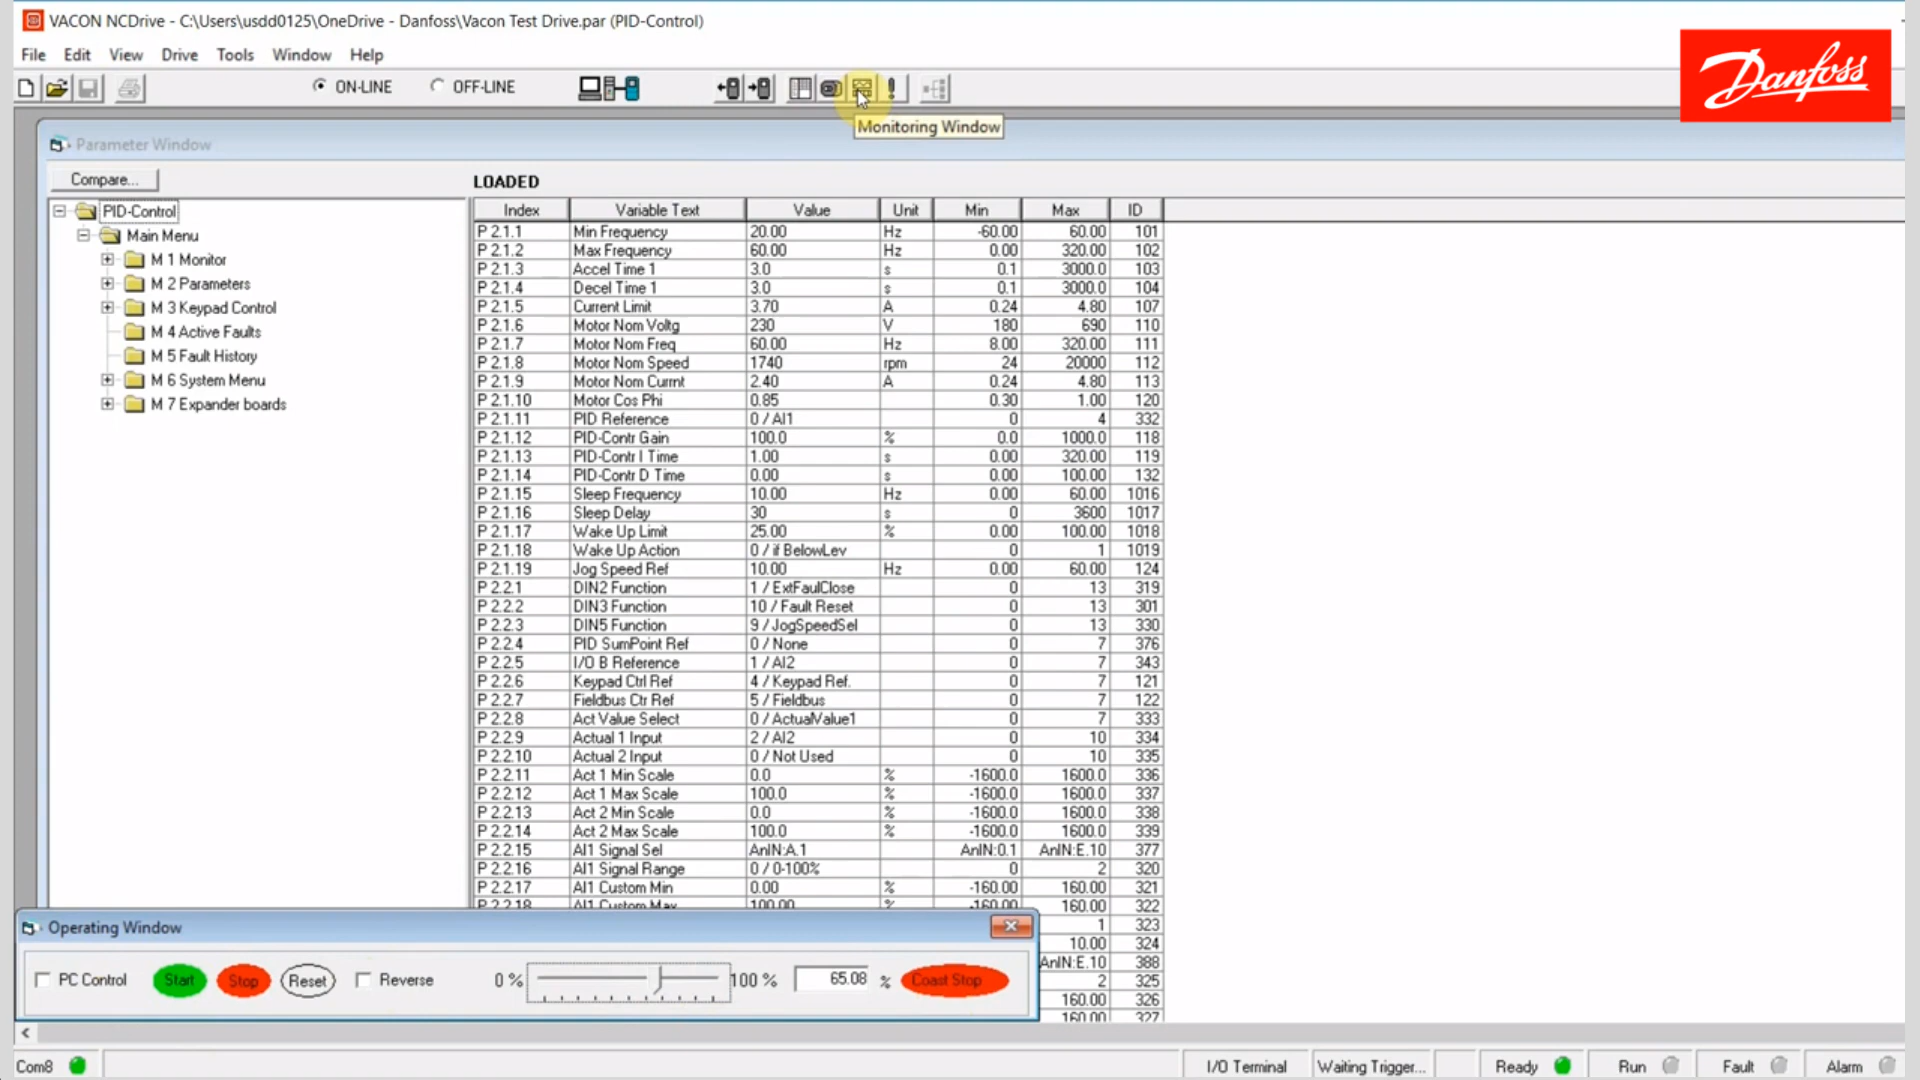 VACON NCDrive - C:\Users\usdd0125\OneDrive - Danfoss\Vacon Test Drive.par (PID-Control)
File Edit View Drive Tools Window Help
Danfoss
ON-LINE OFF-LINE
Monitoring Window
Parameter Window
Compare... LOADED
PID-Control
Main Menu
M 1 Monitor
M 2 Parameters
M 3 Keypad Control
M 4 Active Faults
M 5 Fault History
M 6 System Menu
M 7 Expander boards
Index Variable Text Value Unit Min Max ID
P 2.1.1 Min Frequency 20.00 Hz -60.00 60.00 101
P 2.1.2 Max Frequency 60.00 Hz 0.00 320.00 102
P 2.1.3 Accel Time 1 3.0 s 0.1 3000.0 103
P 2.1.4 Decel Time 1 3.0 s 0.1 3000.0 104
P 2.1.5 Current Limit 3.70 A 0.24 4.80 107
P 2.1.6 Motor Nom Voltg 230 V 180 690 110
P 2.1.7 Motor Nom Freq 60.00 Hz 8.00 320.00 111
P 2.1.8 Motor Nom Speed 1740 rpm 24 20000 112
P 2.1.9 Motor Nom Currnt 2.40 A 0.24 4.80 113
P 2.1.10 Motor Cos Phi 0.85 0.30 1.00 120
P 2.1.11 PID Reference 0 / AI1 0 4 332
P 2.1.12 PID-Contr Gain 100.0 % 0.0 1000.0 118
P 2.1.13 PID-Contr I Time 1.00 s 0.00 320.00 119
P 2.1.14 PID-Contr D Time 0.00 s 0.00 100.00 132
P 2.1.15 Sleep Frequency 10.00 Hz 0.00 60.00 1016
P 2.1.16 Sleep Delay 30 s 0 3600 1017
P 2.1.17 Wake Up Limit 25.00 % 0.00 100.00 1018
P 2.1.18 Wake Up Action 0 / if BelowLev 0 1 1019
P 2.1.19 Jog Speed Ref 10.00 Hz 0.00 60.00 124
P 2.2.1 DIN2 Function 1 / ExtFaulClose 0 13 319
P 2.2.2 DIN3 Function 10 / Fault Reset 0 13 301
P 2.2.3 DIN5 Function 9 / JogSpeedSel 0 13 330
P 2.2.4 PID SumPoint Ref 0 / None 0 7 376
P 2.2.5 I/O B Reference 1 / AI2 0 7 343
P 2.2.6 Keypad Ctrl Ref 4 / Keypad Ref. 0 7 121
P 2.2.7 Fieldbus Ctr Ref 5 / Fieldbus 0 7 122
P 2.2.8 Act Value Select 0 / ActualValue1 0 7 333
P 2.2.9 Actual 1 Input 2 / AI2 0 10 334
P 2.2.10 Actual 2 Input 0 / Not Used 0 10 335
P 2.2.11 Act 1 Min Scale 0.0 % -1600.0 1600.0 336
P 2.2.12 Act 1 Max Scale 100.0 % -1600.0 1600.0 337
P 2.2.13 Act 2 Min Scale 0.0 % -1600.0 1600.0 338
P 2.2.14 Act 2 Max Scale 100.0 % -1600.0 1600.0 339
P 2.2.15 AI1 Signal Sel AnIN:A.1 AnIN:0.1 AnIN:E.10 377
P 2.2.16 AI1 Signal Range 0 / 0-100% 0 2 320
P 2.2.17 AI1 Custom Min 0.00 % -160.00 160.00 321
P 2.2.18 AI1 Custom Max 100.00 % -160.00 160.00 322
1 323
10.00 324
AnIN:E.10 388
2 325
160.00 326
160.00 327
Operating Window
PC Control Start Stop Reset Reverse 0 % 100 % 65.08 % Coast Stop
Com8 I/O Terminal Waiting Trigger... Ready Run Fault Alarm